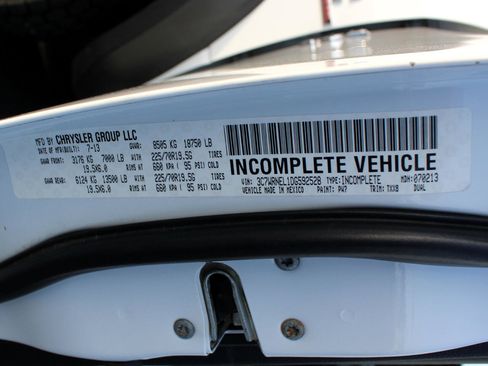 MFD BY CHRYSLER GROUP LLC
DATE OF MFR(BUILT): 7-13 GVWR: 8505 KG 18750 LB
GAWR FRONT: 3176 KG 7000 LB WITH 225/70R19.5G TIRES
19.5X6.0 RIMS AT 660 KPA ( 95 PSI) COLD
GAWR REAR: 6124 KG 13500 LB WITH 225/70R19.5G TIRES
19.5X6.0 RIMS AT 660 KPA ( 95 PSI) COLD
INCOMPLETE VEHICLE
VIN: 3C7WRNEL1DG592528 TYPE: INCOMPLETE MDH: 070213
VEHICLE MADE IN MEXICO PAINT: PW7 TRIM: TXX8 DUAL